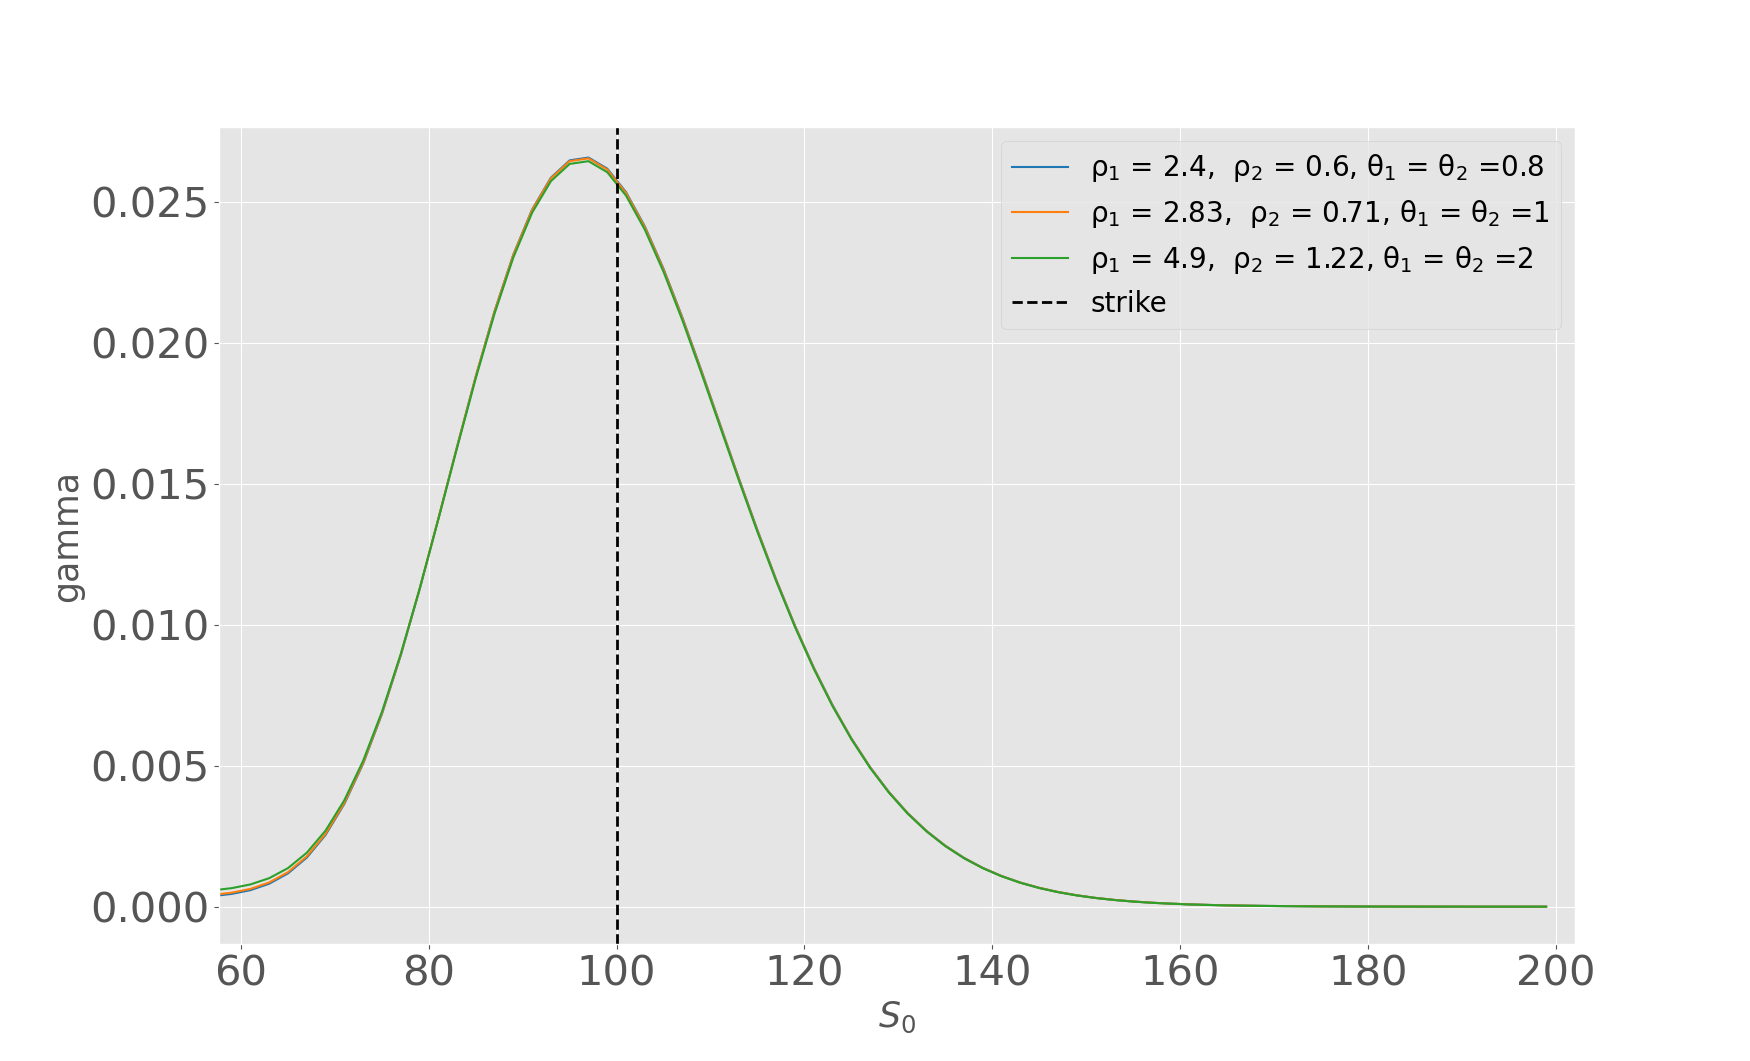 ρ₁ = 2.4, ρ₂ = 0.6, θ₁ = θ₂ =0.8
ρ₁ = 2.83, ρ₂ = 0.71, θ₁ = θ₂ =1
ρ₁ = 4.9, ρ₂ = 1.22, θ₁ = θ₂ =2
strike
0.025
0.020
0.015
0.010
0.005
0.000
gamma
60 80 100 120 140 160 180 200
S₀